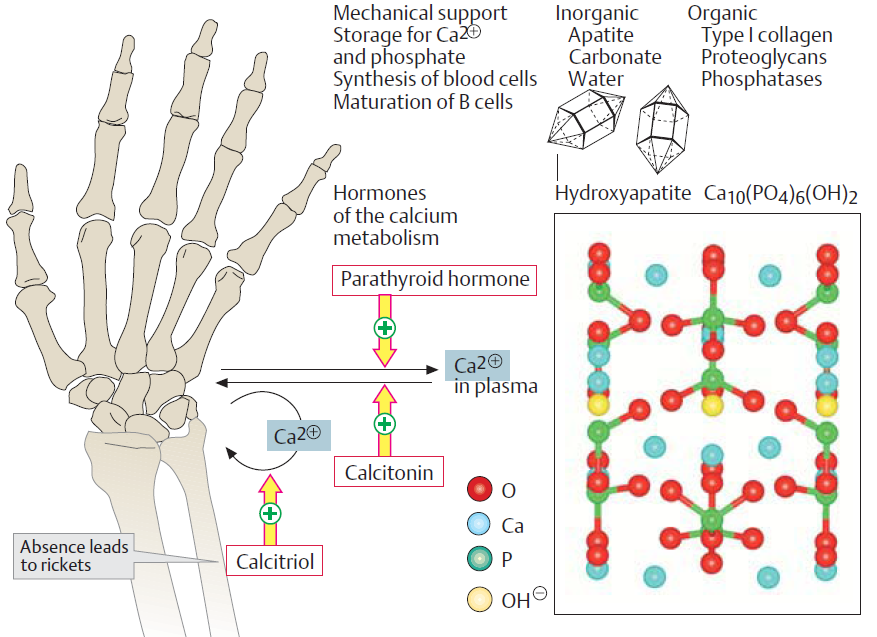 Mechanical support
Storage for Ca2⊕
and phosphate
Synthesis of blood cells
Maturation of B cells
Inorganic
Apatite
Carbonate
Water
Organic
Type I collagen
Proteoglycans
Phosphatases
Hydroxyapatite Ca10(PO4)6(OH)2
Hormones
of the calcium
metabolism
Parathyroid hormone
+
Ca2⊕
in plasma
+
Calcitonin
Ca2⊕
+
Calcitriol
Absence leads
to rickets
O
Ca
P
OH⊖